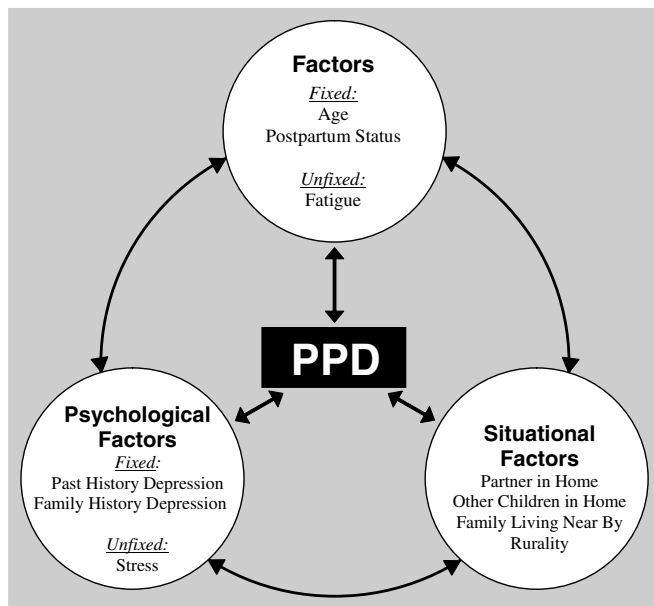 Factors
Fixed:
Age
Postpartum Status
Unfixed:
Fatigue
PPD
Psychological
Factors
Fixed:
Past History Depression
Family History Depression
Unfixed:
Stress
Situational
Factors
Partner in Home
Other Children in Home
Family Living Near By
Rurality